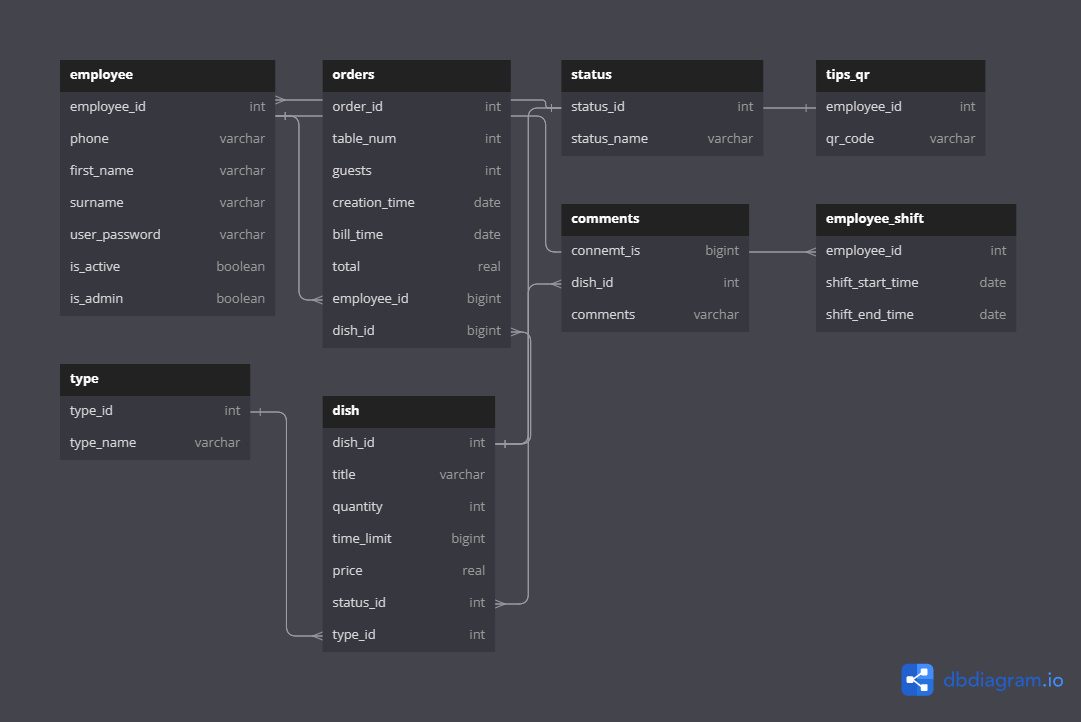 employee
employee_id int
phone varchar
first_name varchar
surname varchar
user_password varchar
is_active boolean
is_admin boolean
orders
order_id int
table_num int
guests int
creation_time date
bill_time date
total real
employee_id bigint
dish_id bigint
status
status_id int
status_name varchar
tips_qr
employee_id int
qr_code varchar
comments
connemt_is bigint
dish_id int
comments varchar
employee_shift
employee_id int
shift_start_time date
shift_end_time date
type
type_id int
type_name varchar
dish
dish_id int
title varchar
quantity int
time_limit bigint
price real
status_id int
type_id int
dbdiagram.io